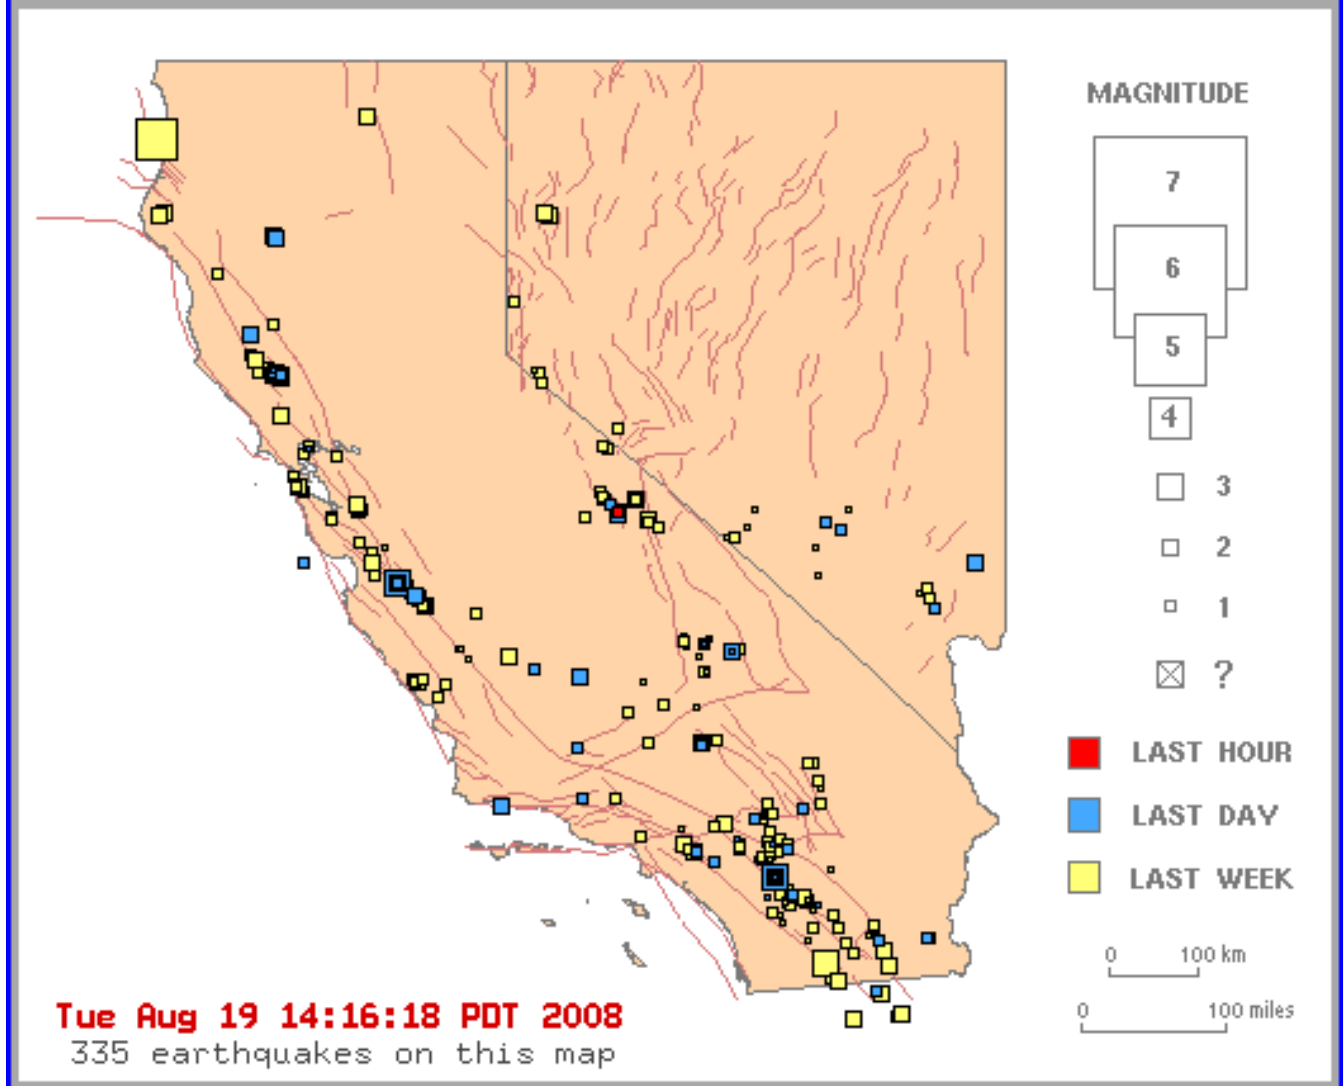 MAGNITUDE
7
6
5
4
3
2
1
?
LAST HOUR
LAST DAY
LAST WEEK
0 100 km
0 100 miles
Tue Aug 19 14:16:18 PDT 2008
335 earthquakes on this map